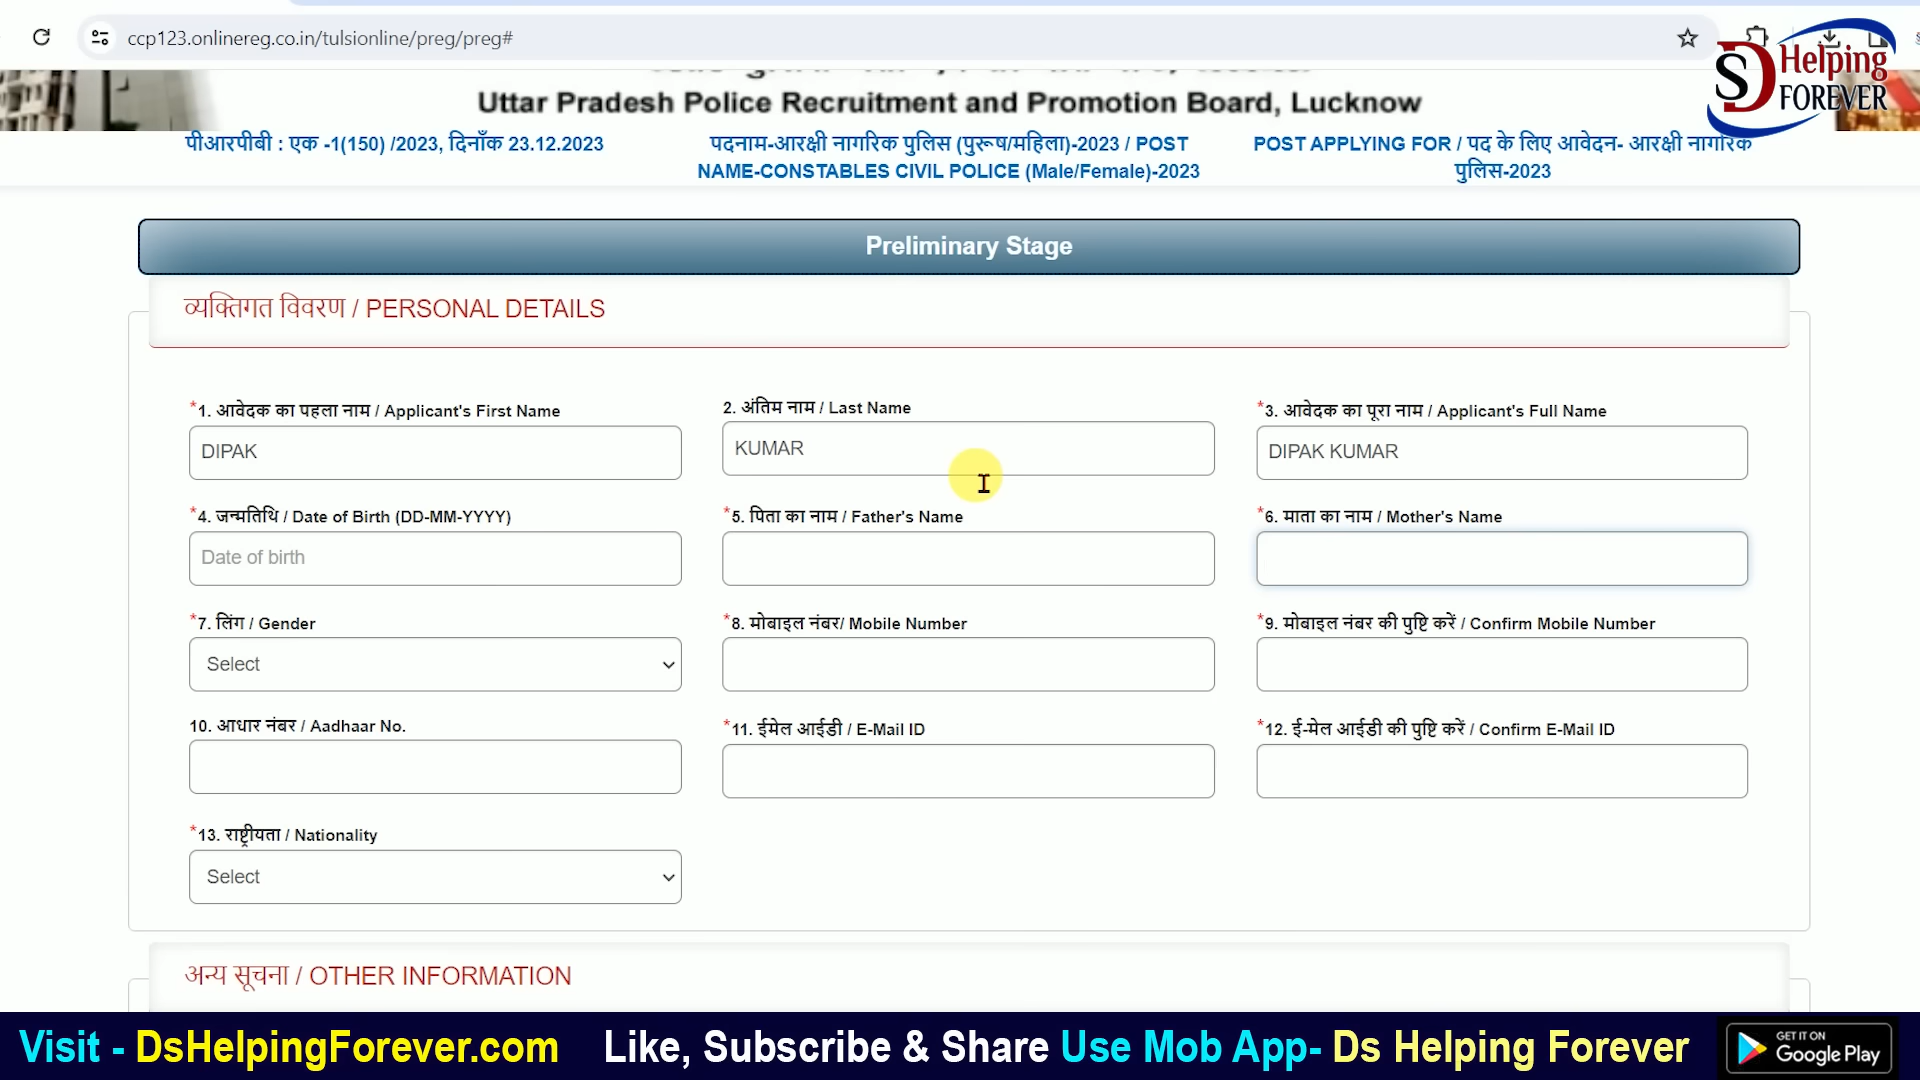 ccp123.onlinereg.co.in/tulsionline/preg/preg#
SD Helping
FOREVER
Uttar Pradesh Police Recruitment and Promotion Board, Lucknow
पीआरपीबी : एक -1(150) /2023, दिनाँक 23.12.2023
पदनाम-आरक्षी नागरिक पुलिस (पुरूष/महिला)-2023 / POST
NAME-CONSTABLES CIVIL POLICE (Male/Female)-2023
POST APPLYING FOR / पद के लिए आवेदन- आरक्षी नागरिक
पुलिस-2023
Preliminary Stage
व्यक्तिगत विवरण / PERSONAL DETAILS
*1. आवेदक का पहला नाम / Applicant's First Name
DIPAK
2. अंतिम नाम / Last Name
KUMAR
*3. आवेदक का पूरा नाम / Applicant's Full Name
DIPAK KUMAR
*4. जन्मतिथि / Date of Birth (DD-MM-YYYY)
Date of birth
*5. पिता का नाम / Father's Name
*6. माता का नाम / Mother's Name
*7. लिंग / Gender
Select
*8. मोबाइल नंबर/ Mobile Number
*9. मोबाइल नंबर की पुष्टि करें / Confirm Mobile Number
10. आधार नंबर / Aadhaar No.
*11. ईमेल आईडी / E-Mail ID
*12. ई-मेल आईडी की पुष्टि करें / Confirm E-Mail ID
*13. राष्ट्रीयता / Nationality
Select
अन्य सूचना / OTHER INFORMATION
Visit - DsHelpingForever.com Like, Subscribe & Share Use Mob App- Ds Helping Forever
GET IT ON
Google Play